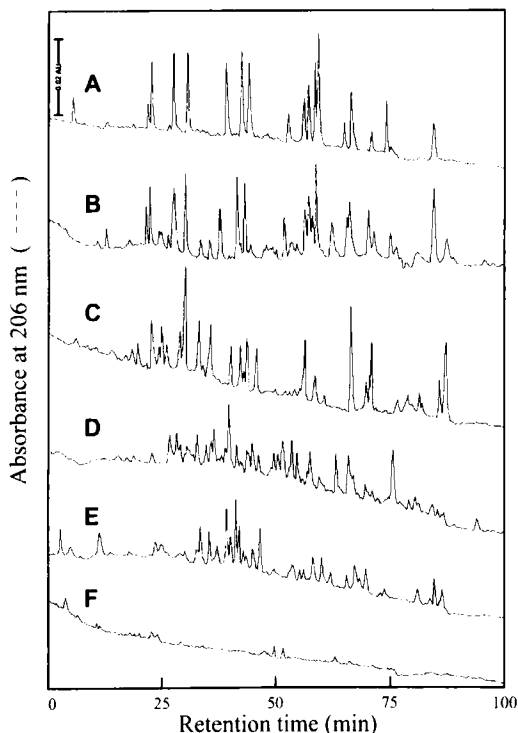 0.02 AU
A
B
C
D
E
F
Absorbance at 206 nm ( ---- )
0 25 50 75 100
Retention time (min)